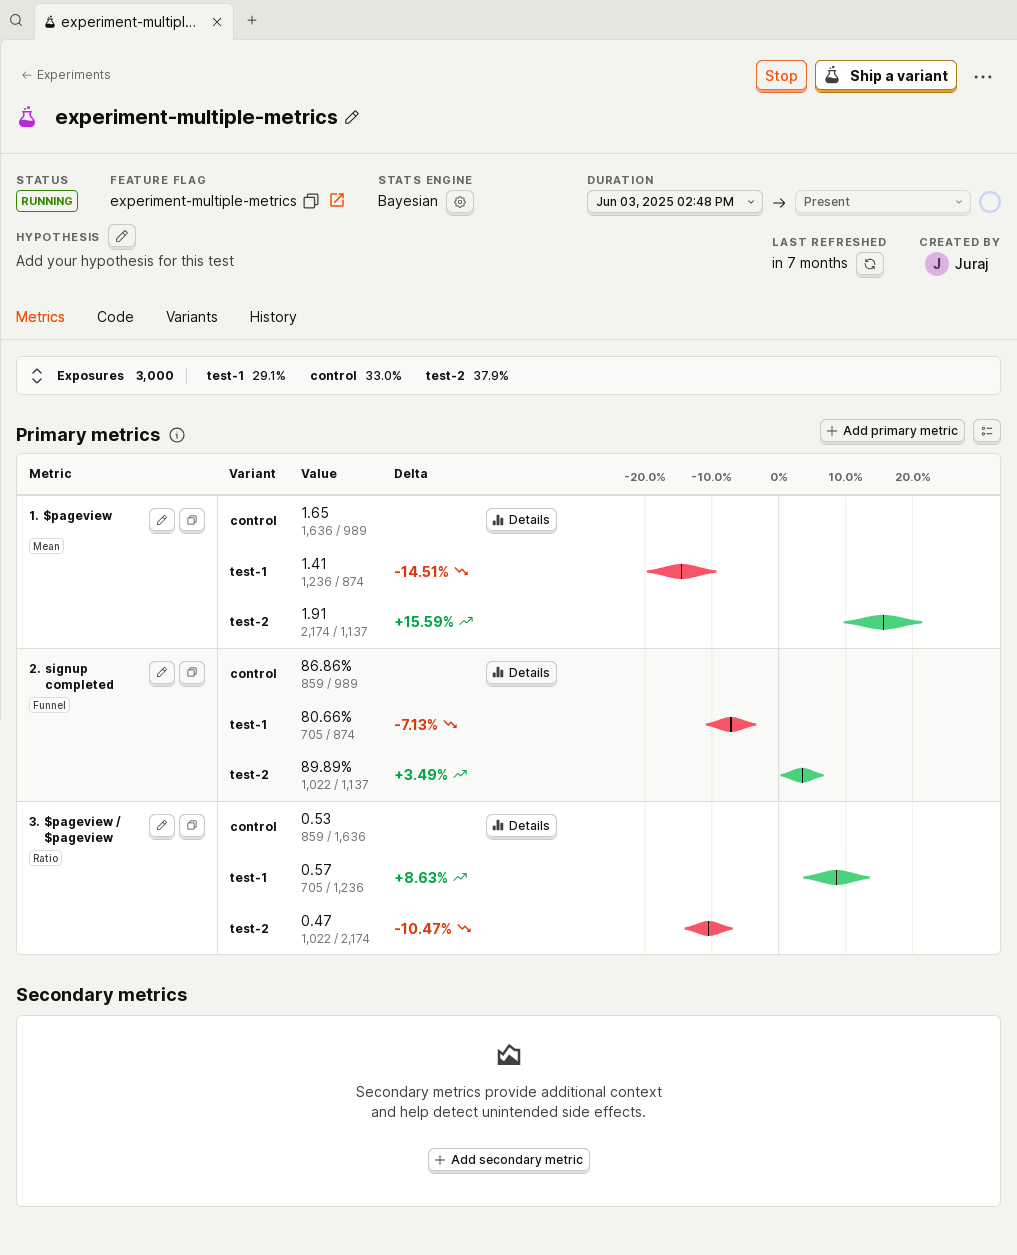 experiment-multipl...
← Experiments
Stop
Ship a variant
experiment-multiple-metrics
STATUS
FEATURE FLAG
STATS ENGINE
DURATION
RUNNING
experiment-multiple-metrics
Bayesian
Jun 03, 2025 02:48 PM
→
Present
HYPOTHESIS
Add your hypothesis for this test
LAST REFRESHED
CREATED BY
in 7 months
J Juraj
Metrics
Code
Variants
History
Exposures 3,000
test-1 29.1%
control 33.0%
test-2 37.9%
Primary metrics
Add primary metric
Metric
Variant
Value
Delta
-20.0%
-10.0%
0%
10.0%
20.0%
1. $pageview
Mean
control
1.65
1,636 / 989
Details
test-1
1.41
1,236 / 874
-14.51%
test-2
1.91
2,174 / 1,137
+15.59%
2. signup
completed
Funnel
control
86.86%
859 / 989
Details
test-1
80.66%
705 / 874
-7.13%
test-2
89.89%
1,022 / 1,137
+3.49%
3. $pageview /
$pageview
Ratio
control
0.53
859 / 1,636
Details
test-1
0.57
705 / 1,236
+8.63%
test-2
0.47
1,022 / 2,174
-10.47%
Secondary metrics
Secondary metrics provide additional context
and help detect unintended side effects.
Add secondary metric